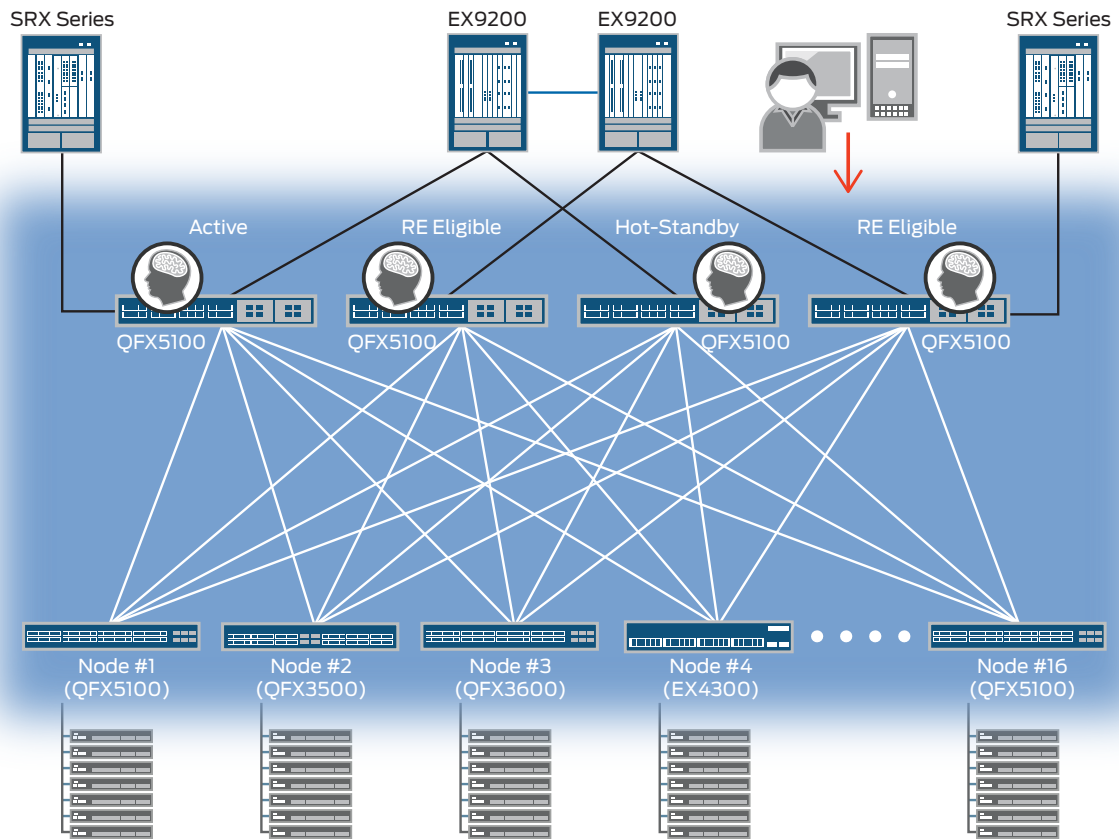 SRX Series
EX9200
EX9200
SRX Series
Active
RE Eligible
Hot-Standby
RE Eligible
QFX5100
QFX5100
QFX5100
QFX5100
Node #1
(QFX5100)
Node #2
(QFX3500)
Node #3
(QFX3600)
Node #4
(EX4300)
Node #16
(QFX5100)